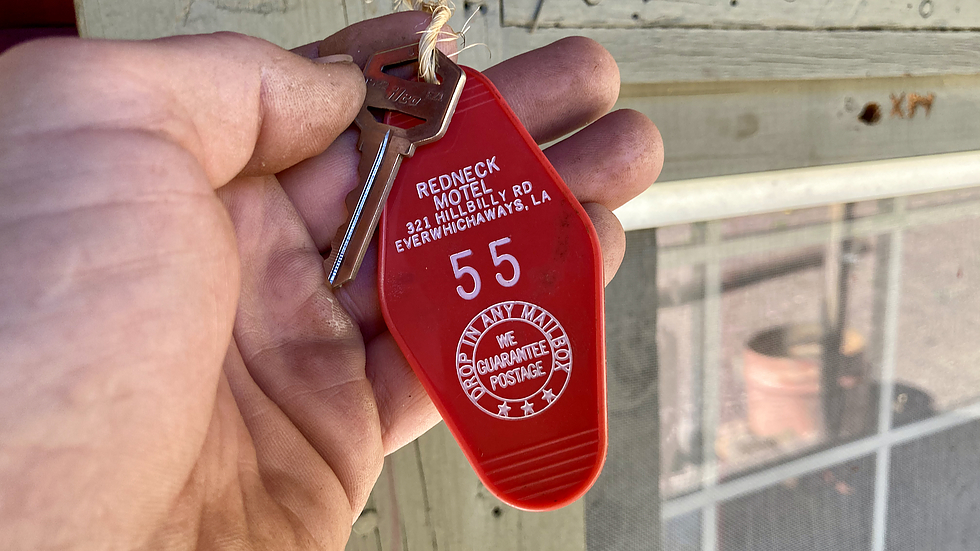 REDNECK
MOTEL
321 HILLBILLY RD
EVERWHICHAWAYS, LA
55
DROP IN ANY MAILBOX
WE
GUARANTEE
POSTAGE